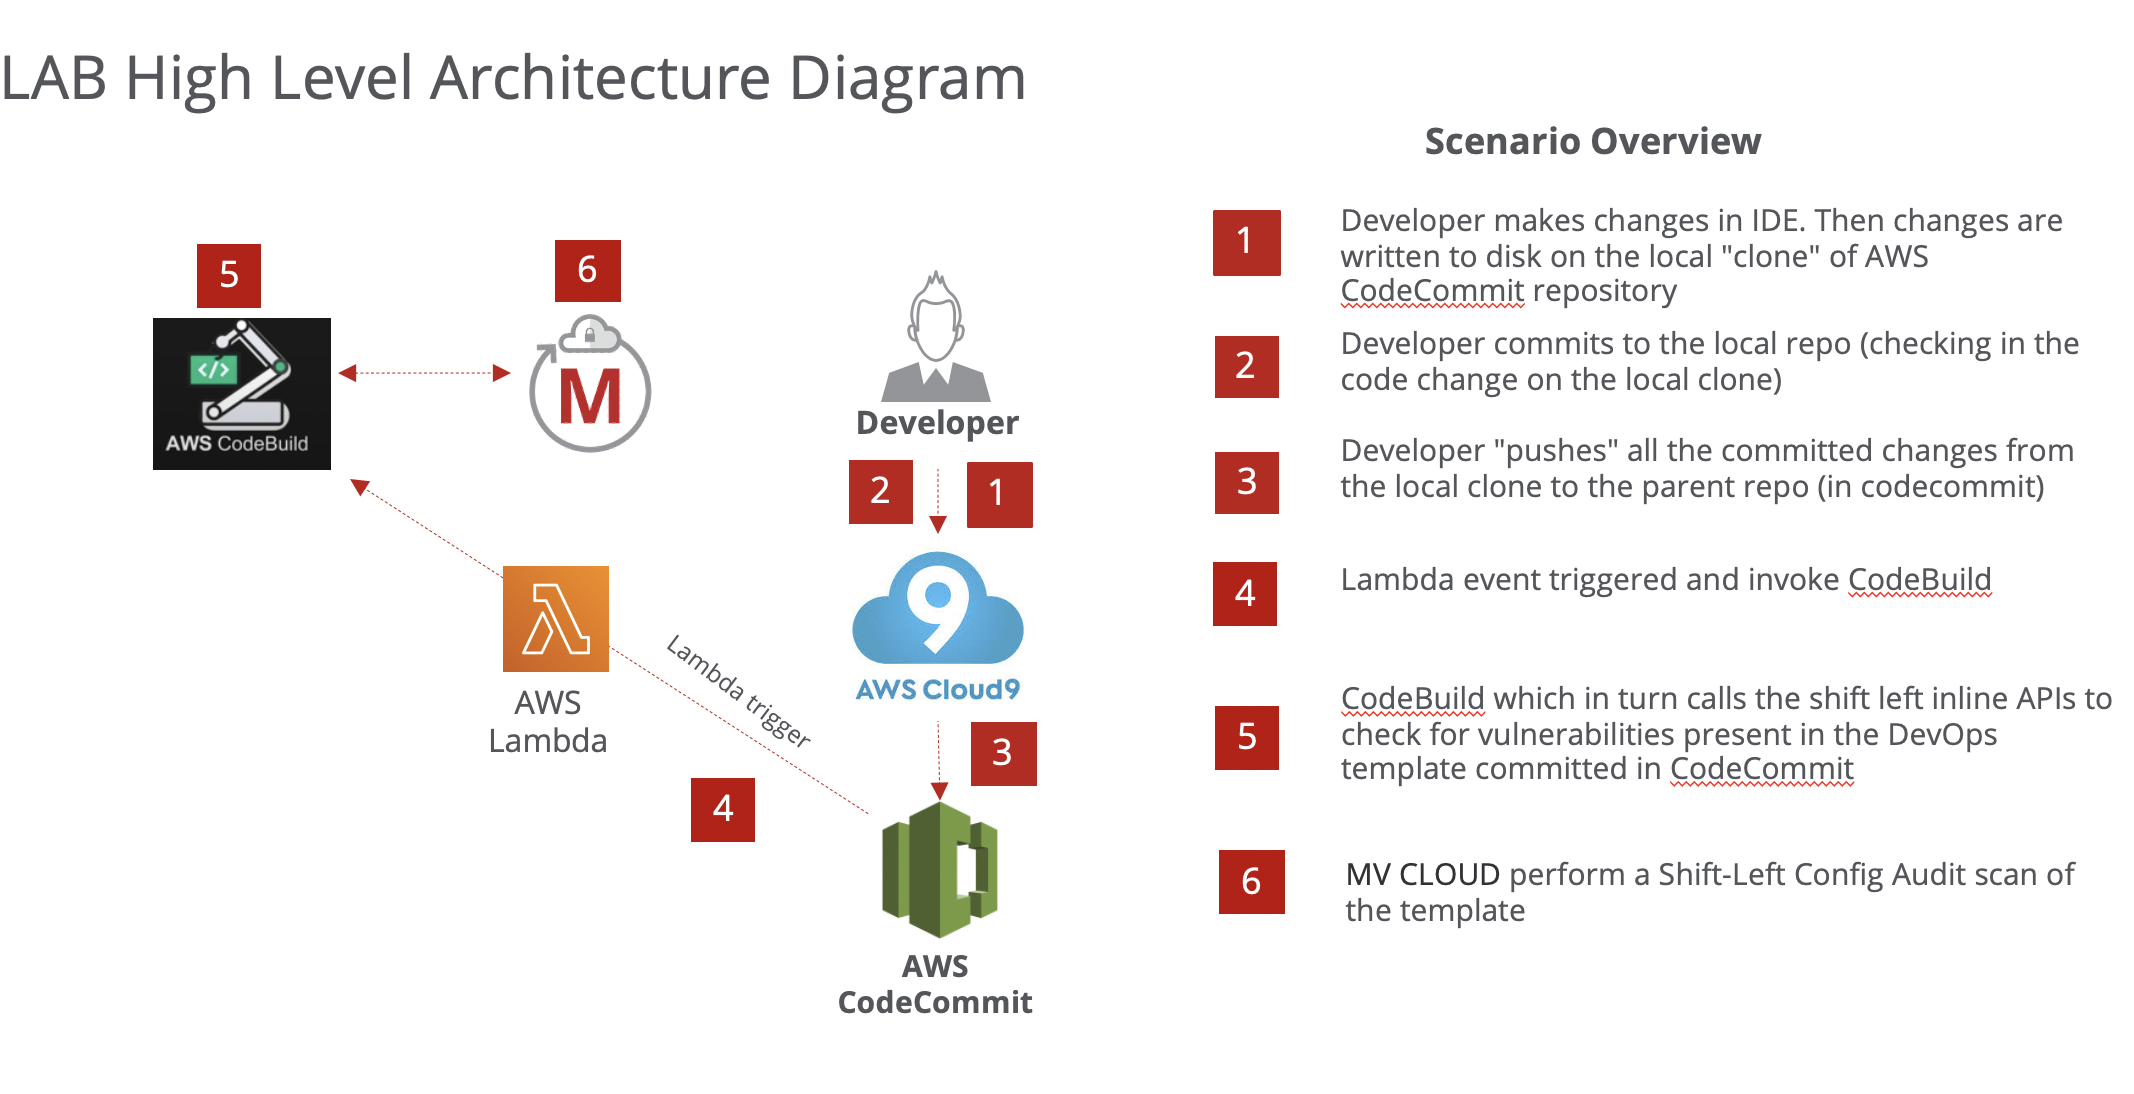 LAB High Level Architecture Diagram
Scenario Overview
5
6
AWS CodeBuild
M
Developer
2
1
9
AWS Cloud9
AWS
Lambda
Lambda trigger
3
4
AWS
CodeCommit
1
Developer makes changes in IDE. Then changes are
written to disk on the local "clone" of AWS
CodeCommit repository
2
Developer commits to the local repo (checking in the
code change on the local clone)
3
Developer "pushes" all the committed changes from
the local clone to the parent repo (in codecommit)
4
Lambda event triggered and invoke CodeBuild
5
CodeBuild which in turn calls the shift left inline APIs to
check for vulnerabilities present in the DevOps
template committed in CodeCommit
6
MV CLOUD perform a Shift-Left Config Audit scan of
the template